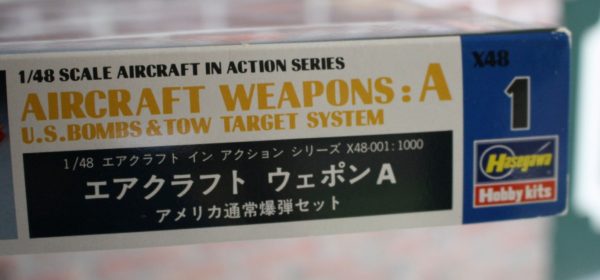 1/48 SCALE AIRCRAFT IN ACTION SERIES
AIRCRAFT WEAPONS: A
U.S. BOMBS & TOW TARGET SYSTEM
1/48 エアクラフト イン アクション シリーズ X48-001:1000
エアクラフト ウェポン A
アメリカ通常爆弾セット
X48
1
Hasegawa
Hobby kits